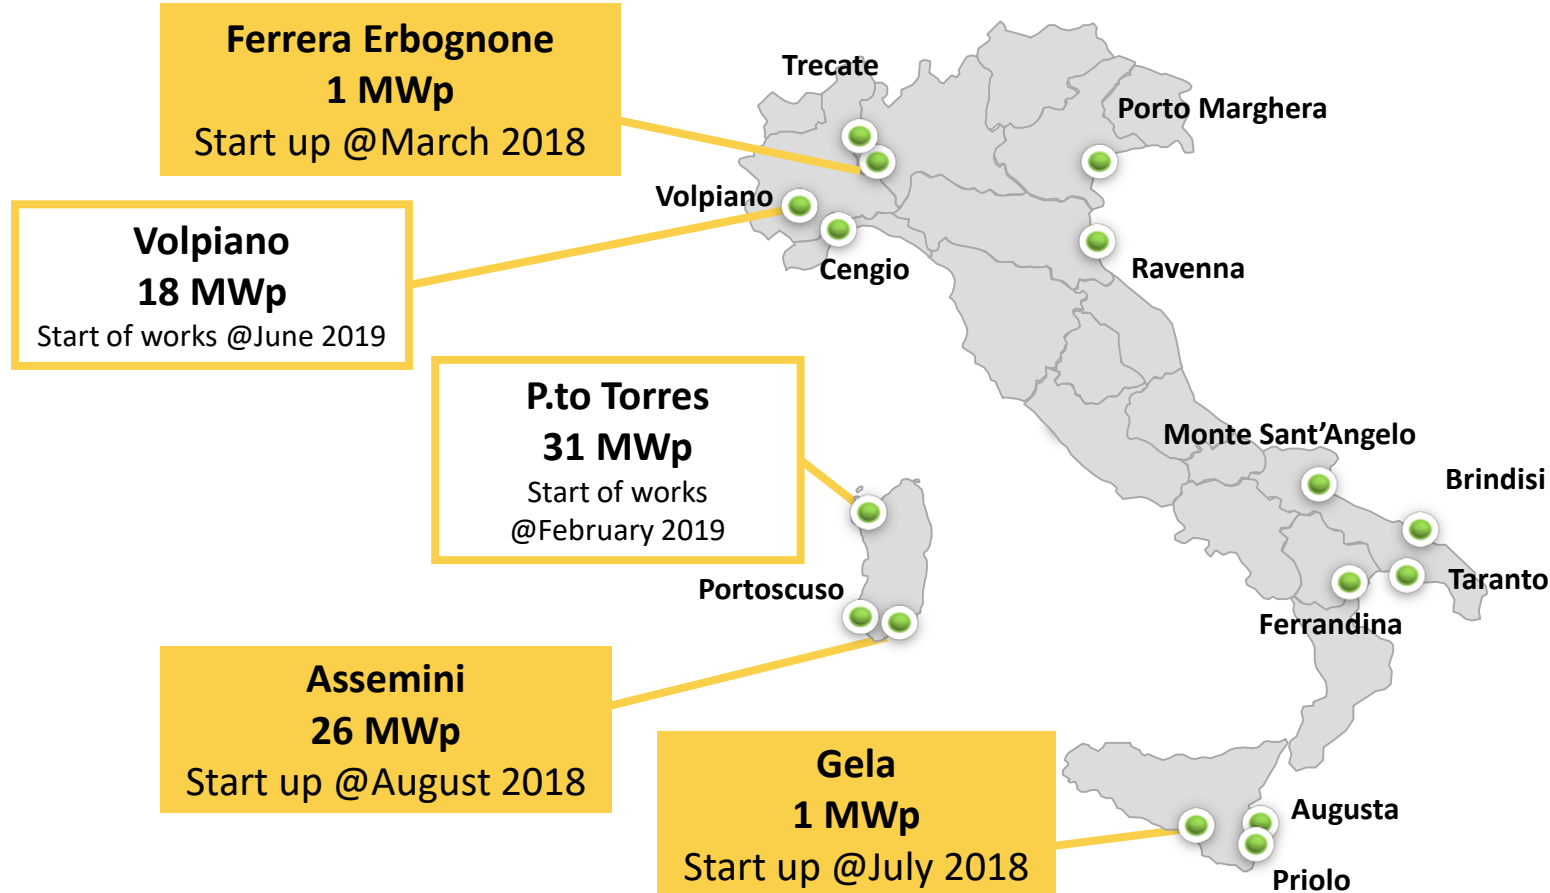 Ferrera Erbognone
1 MWp
Start up @March 2018
Trecate
Porto Marghera
Volpiano
Volpiano
18 MWp
Start of works @June 2019
Cengio
Ravenna
P.to Torres
31 MWp
Start of works
@February 2019
Monte Sant’Angelo
Brindisi
Portoscuso
Taranto
Ferrandina
Assemini
26 MWp
Start up @August 2018
Gela
1 MWp
Start up @July 2018
Augusta
Priolo